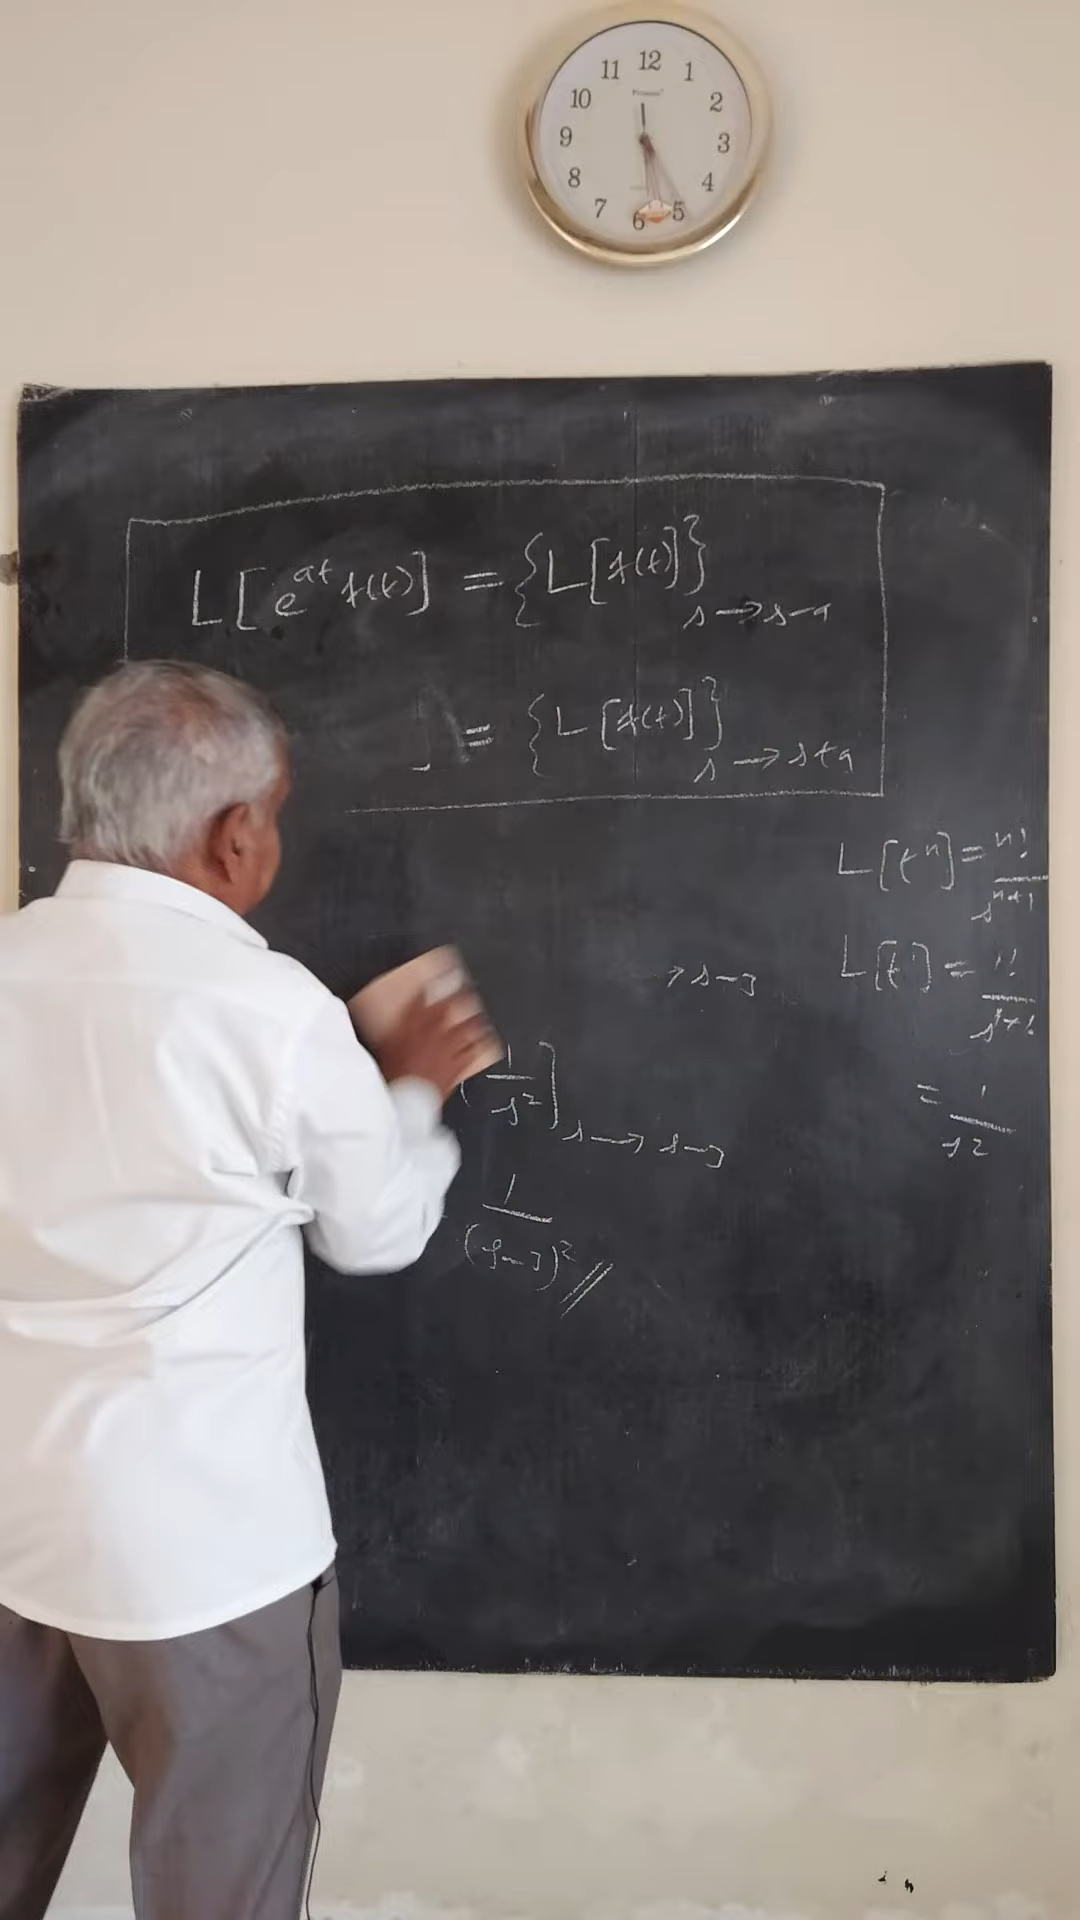 12
11 1
10 2
9 3
8 4
7 5
6
L[e^{at} f(t)] = {L[f(t)]}_{s→s-a}
] = {L[f(t)]}_{s→s+a}
L[t^n] = n!/s^{n+1}
→s-3
L[t^1] = 1!/s^{1+1}
[1/s^2]_{s→s-3}
= 1/s^2
1/(s-3)^2 //